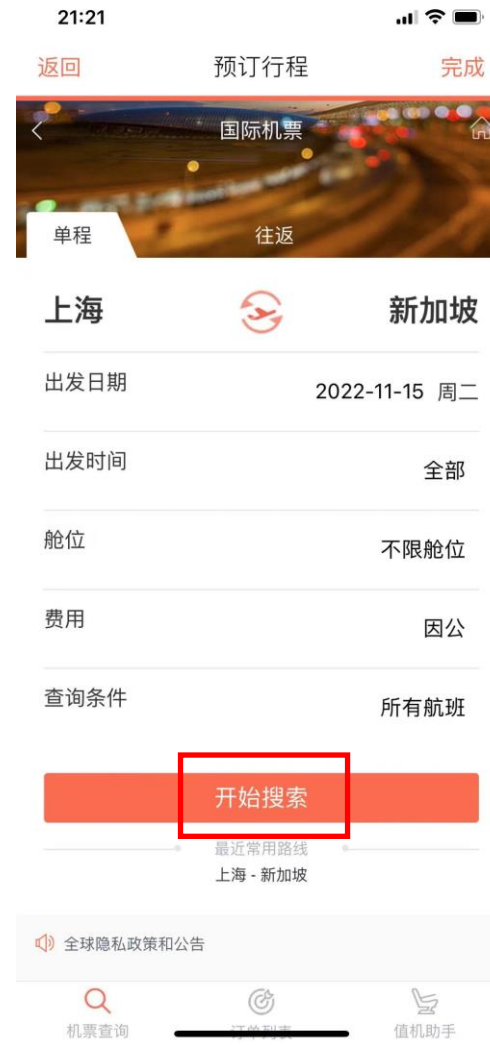 21:21
返回 预订行程 完成
国际机票
单程 往返
上海 新加坡
出发日期 2022-11-15 周二
出发时间 全部
舱位 不限舱位
费用 因公
查询条件 所有航班
开始搜索
最近常用路线
上海 - 新加坡
全球隐私政策和公告
机票查询 订单列表 值机助手